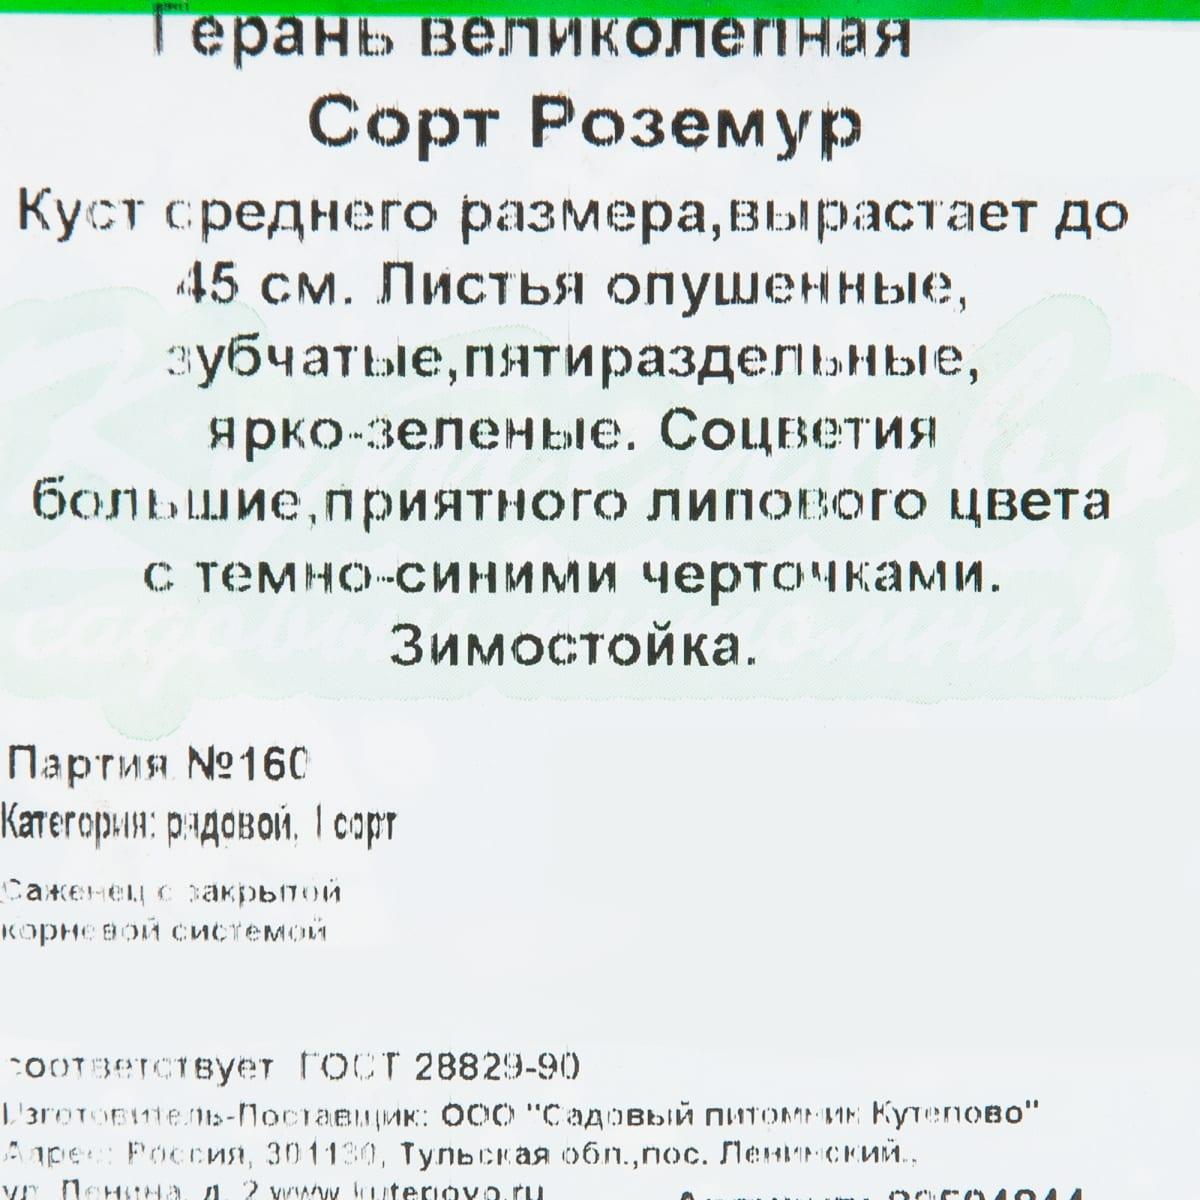 Герань великолепная
Сорт Роземур
Куст среднего размера,вырастает до
45 см. Листья опушенные,
зубчатые,пятираздельные,
ярко-зеленые. Соцветия
большие,приятного липового цвета
с темно-синими черточками.
Зимостойка.
Партия №160
Категория: рядовой, I сорт
Саженец с закрытой
корневой системой
соответствует ГОСТ 28829-90
Изготовитель-Поставщик: ООО "Садовый питомник Кутепово"
Адрес: Россия, 301130, Тульская обл.,пос. Ленинский.,
ул. Ленина, д. 2 www.kutepovo.ru